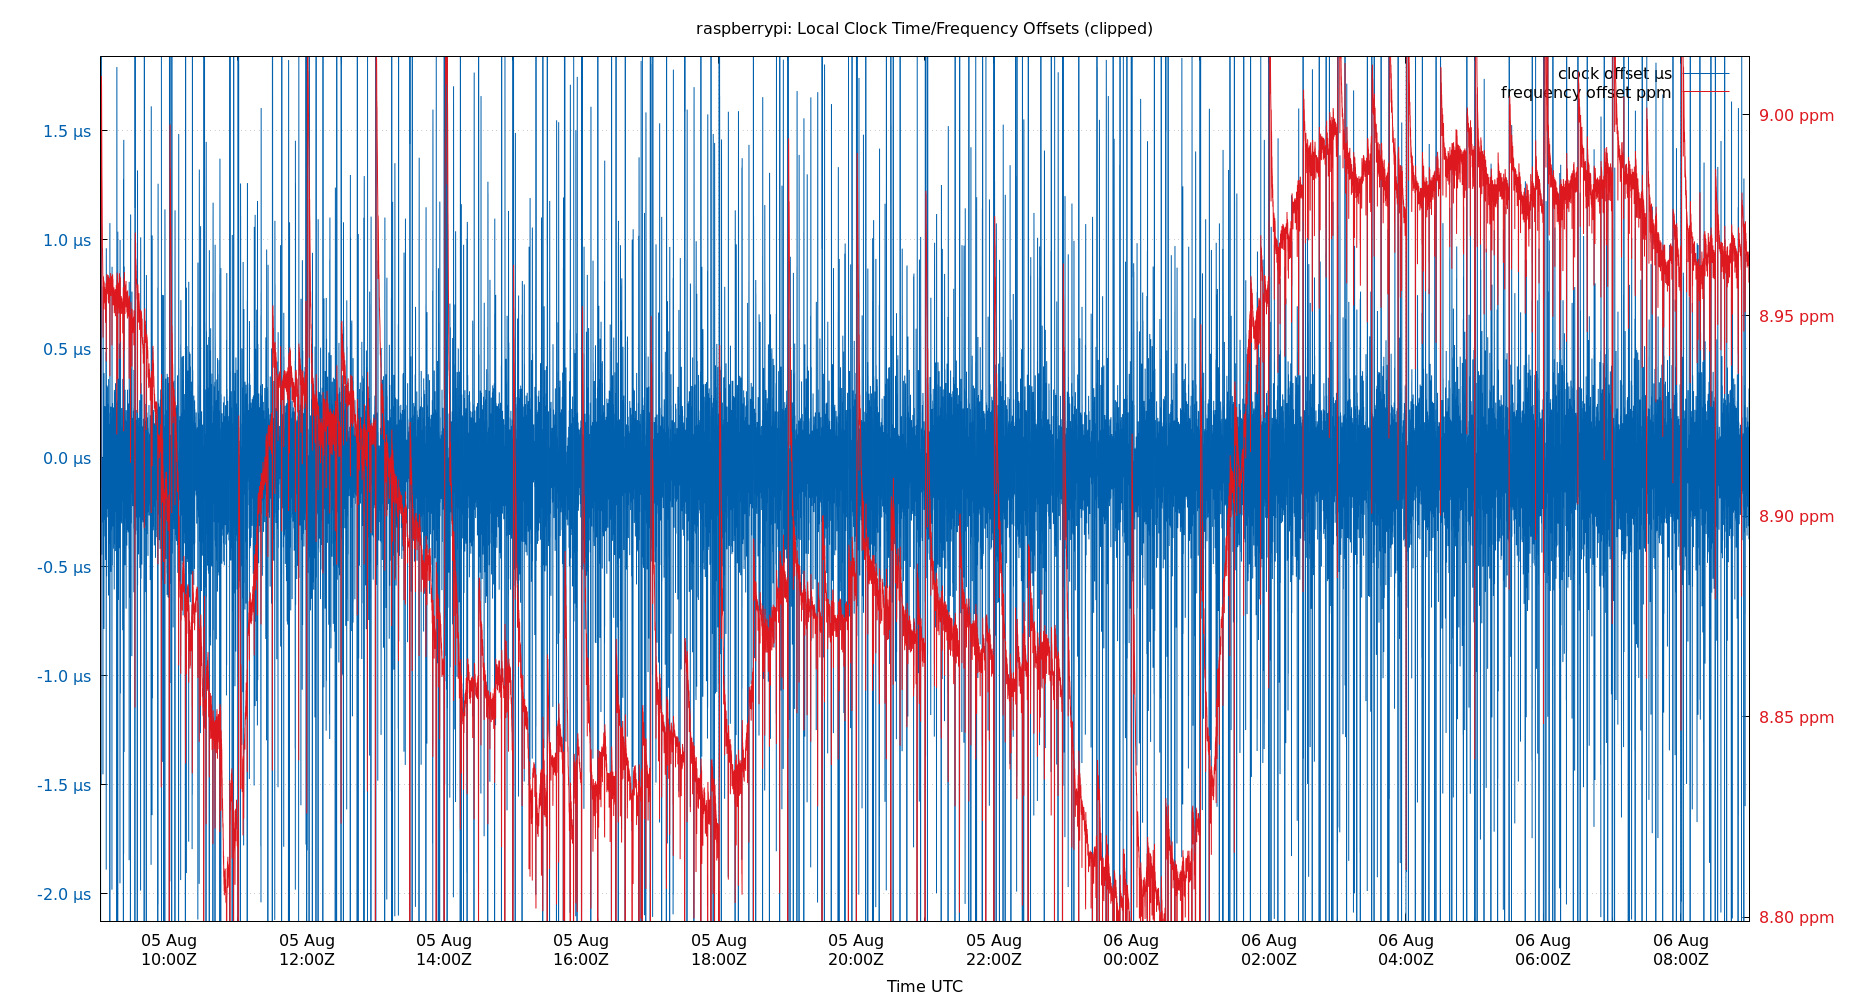 raspberrypi: Local Clock Time/Frequency Offsets (clipped)
clock offset µs
frequency offset ppm
1.5 µs
1.0 µs
0.5 µs
0.0 µs
-0.5 µs
-1.0 µs
-1.5 µs
-2.0 µs
9.00 ppm
8.95 ppm
8.90 ppm
8.85 ppm
8.80 ppm
05 Aug
10:00Z
05 Aug
12:00Z
05 Aug
14:00Z
05 Aug
16:00Z
05 Aug
18:00Z
05 Aug
20:00Z
05 Aug
22:00Z
06 Aug
00:00Z
06 Aug
02:00Z
06 Aug
04:00Z
06 Aug
06:00Z
06 Aug
08:00Z
Time UTC